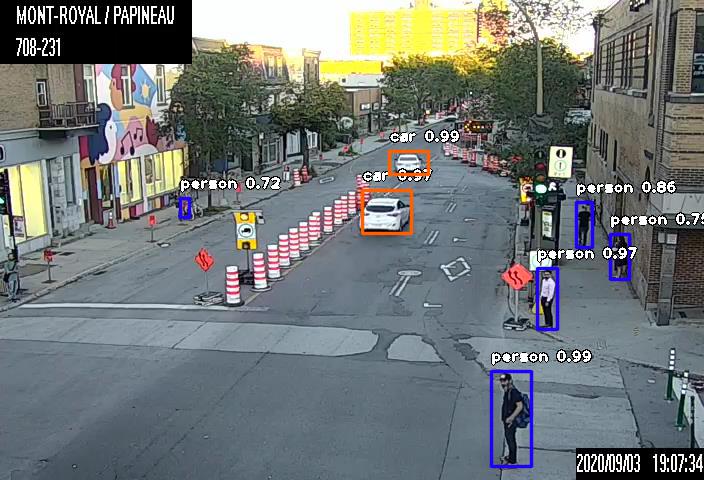 MONT-ROYAL / PAPINEAU
708-231
car 0.99
car 0.97
person 0.72
person 0.86
person 0.75
person 0.97
person 0.99
2020/09/03 19:07:34